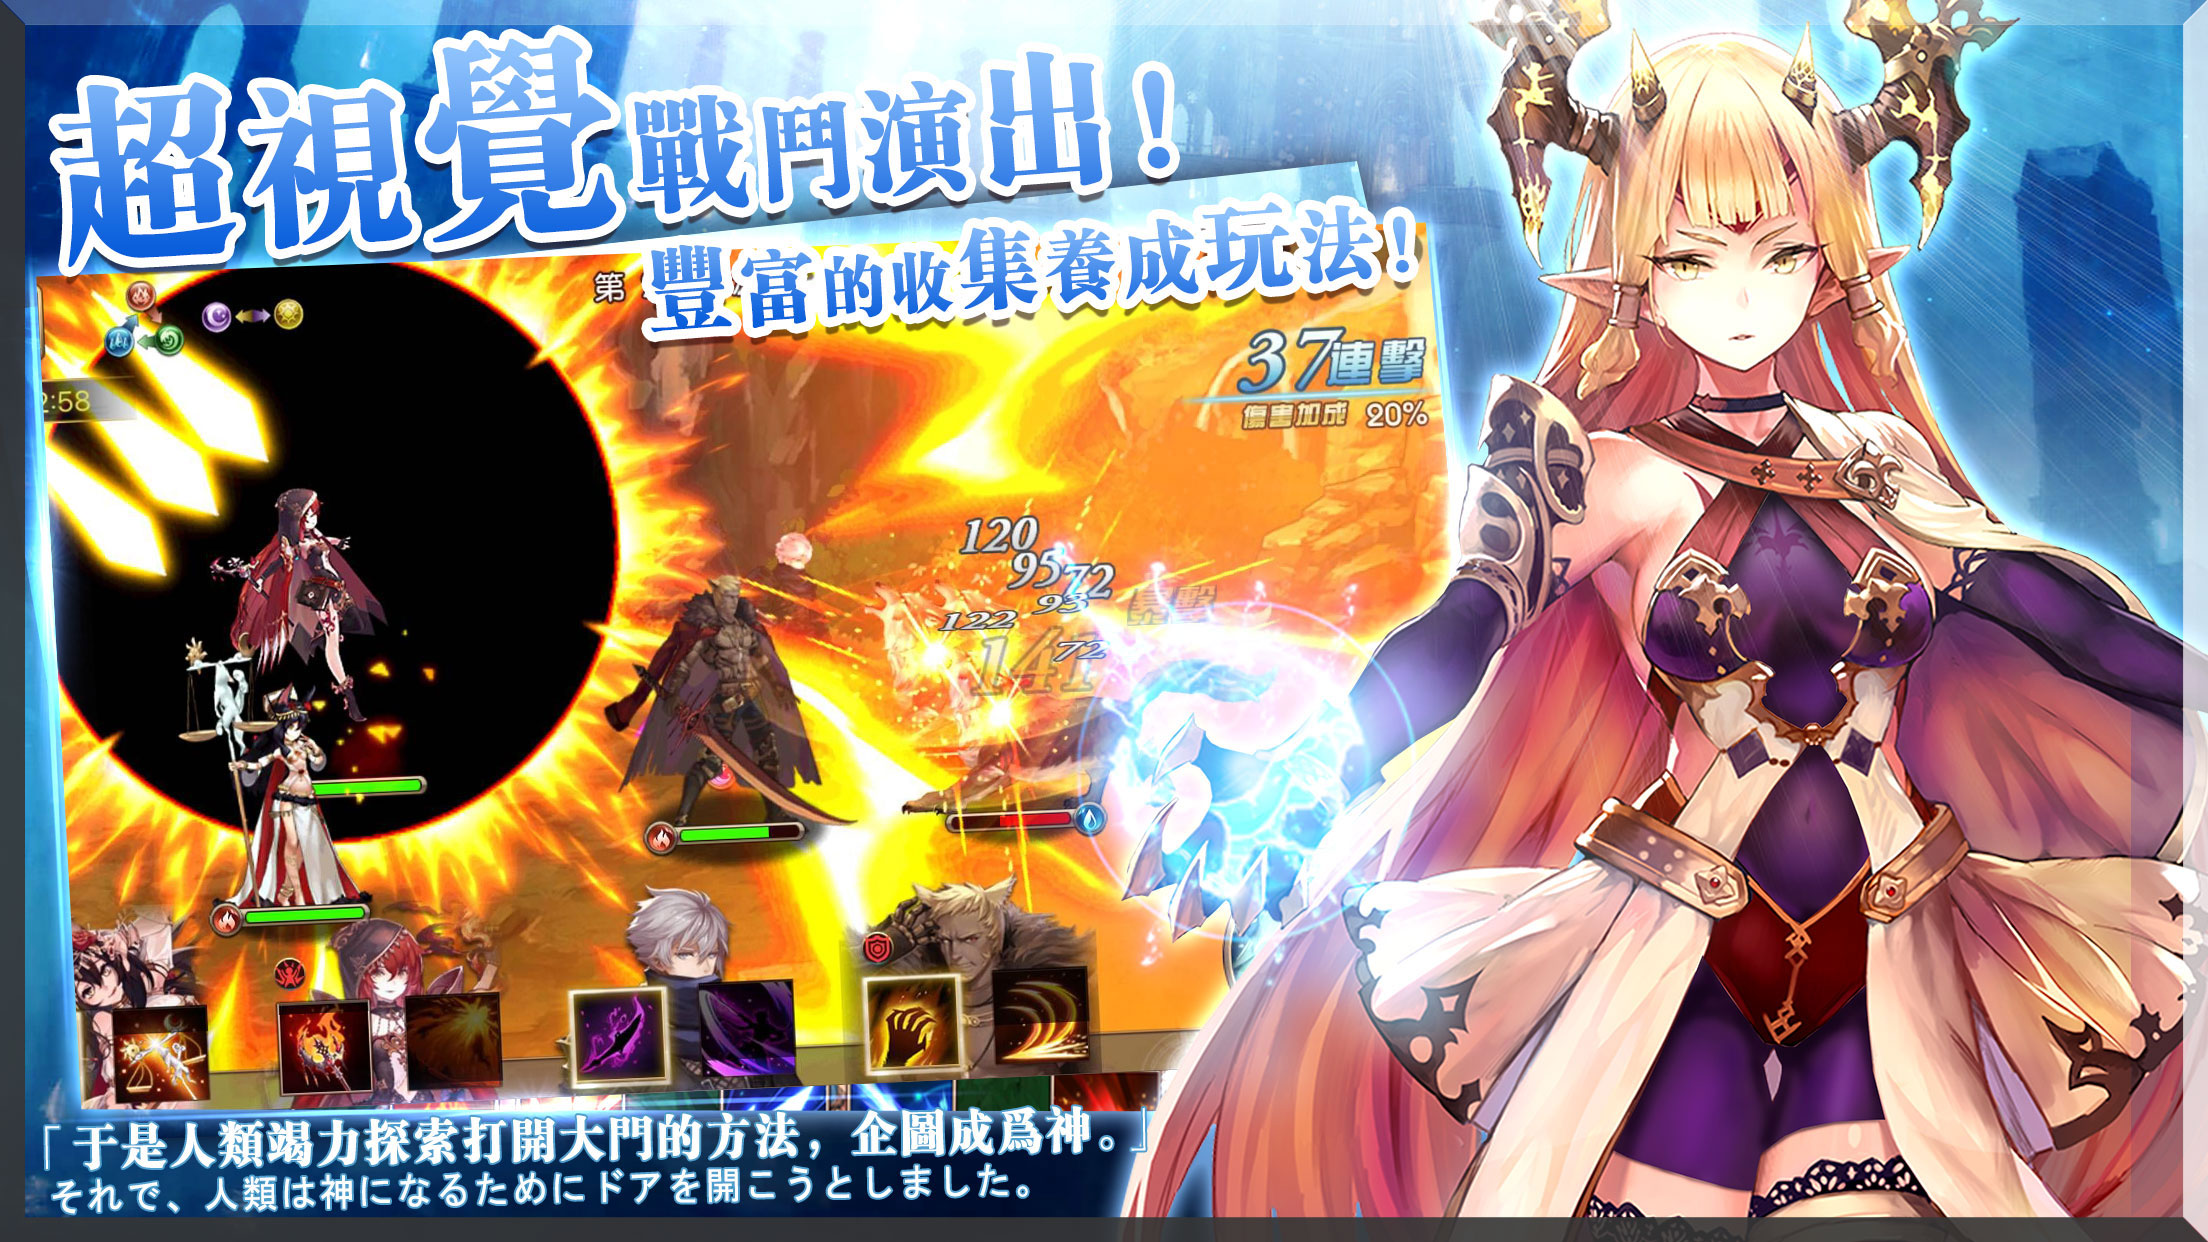 超視覺戰鬥演出！
豐富的收集養成玩法！
第
37連擊
傷害加成 20%
2:58
120
95
72
93
122
暴擊
141
72
「于是人類竭力探索打開大門的方法，企圖成爲神。」
それで、人類は神になるためにドアを開こうとしました。